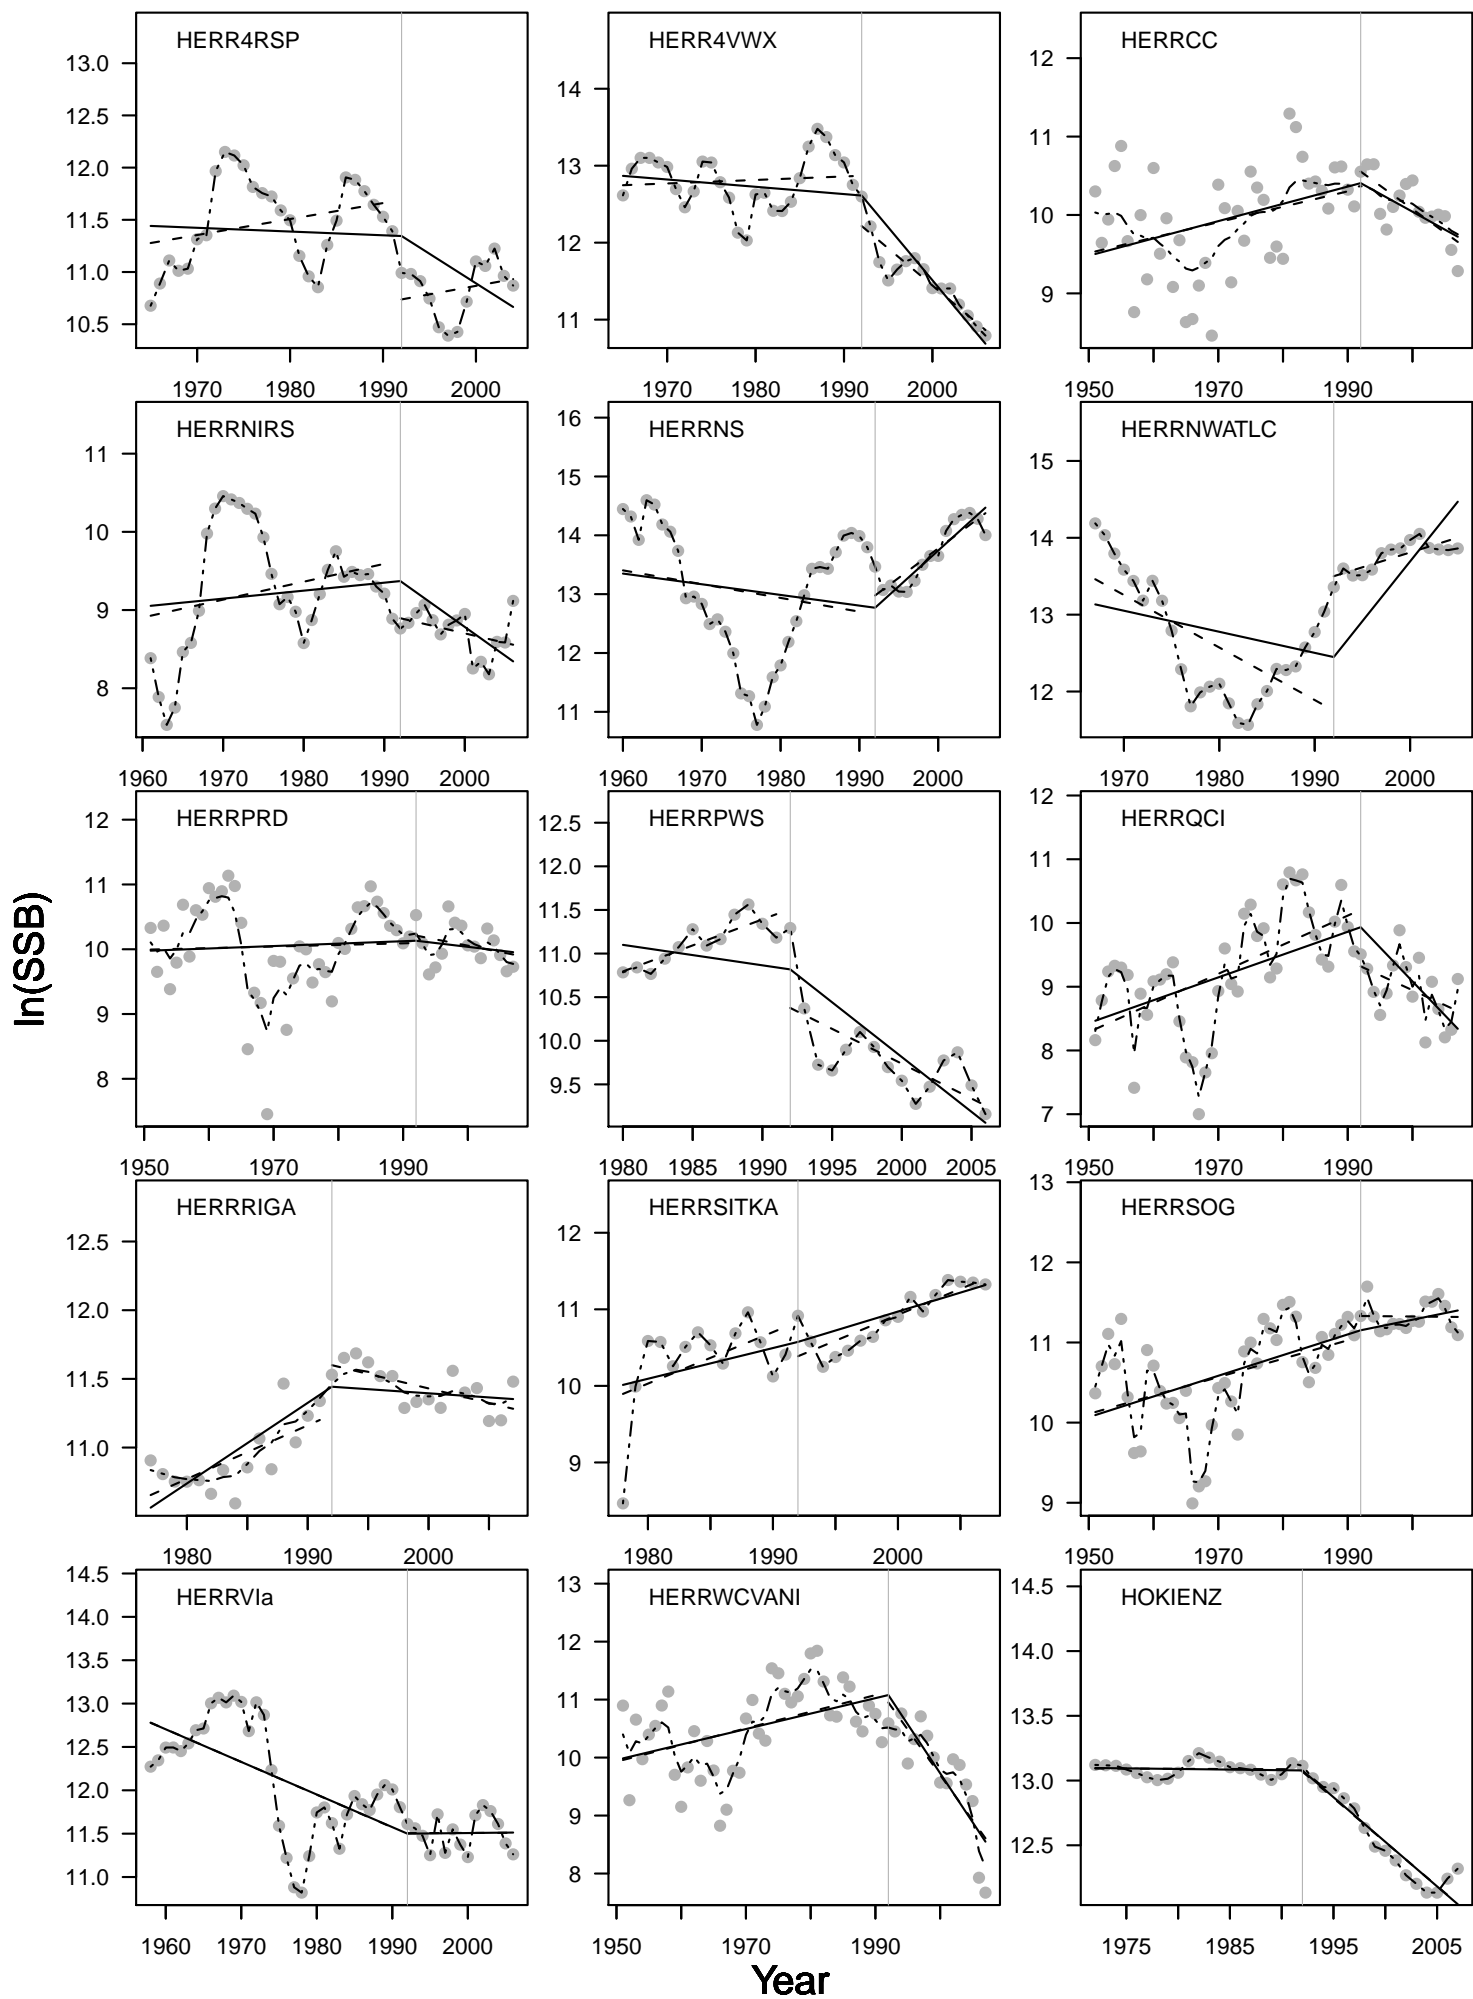 HERR4RSP HERR4VWX HERRCC
13.0 12.5 12.0 11.5 11.0 10.5
14 13 12 11
12 11 10 9
1970 1980 1990 2000
1970 1980 1990 2000
1950 1970 1990
HERRNIRS HERRNS HERRNWATLC
11 10 9 8
16 15 14 13 12 11
15 14 13 12
1960 1970 1980 1990 2000
1960 1970 1980 1990 2000
1970 1980 1990 2000
HERRPRD HERRPWS HERRQCI
12 11 10 9 8
12.5 12.0 11.5 11.0 10.5 10.0 9.5
12 11 10 9 8 7
1950 1970 1990
1980 1985 1990 1995 2000 2005
1950 1970 1990
ln(SSB)
HERRRIGA HERRSITKA HERRSOG
12.5 12.0 11.5 11.0
12 11 10 9
13 12 11 10 9
1980 1990 2000
1980 1990 2000
1950 1970 1990
HERRVIa HERRWCVANI HOKIENZ
14.5 14.0 13.5 13.0 12.5 12.0 11.5 11.0
13 12 11 10 9 8
14.5 14.0 13.5 13.0 12.5
1960 1970 1980 1990 2000
1950 1970 1990
1975 1985 1995 2005
Year